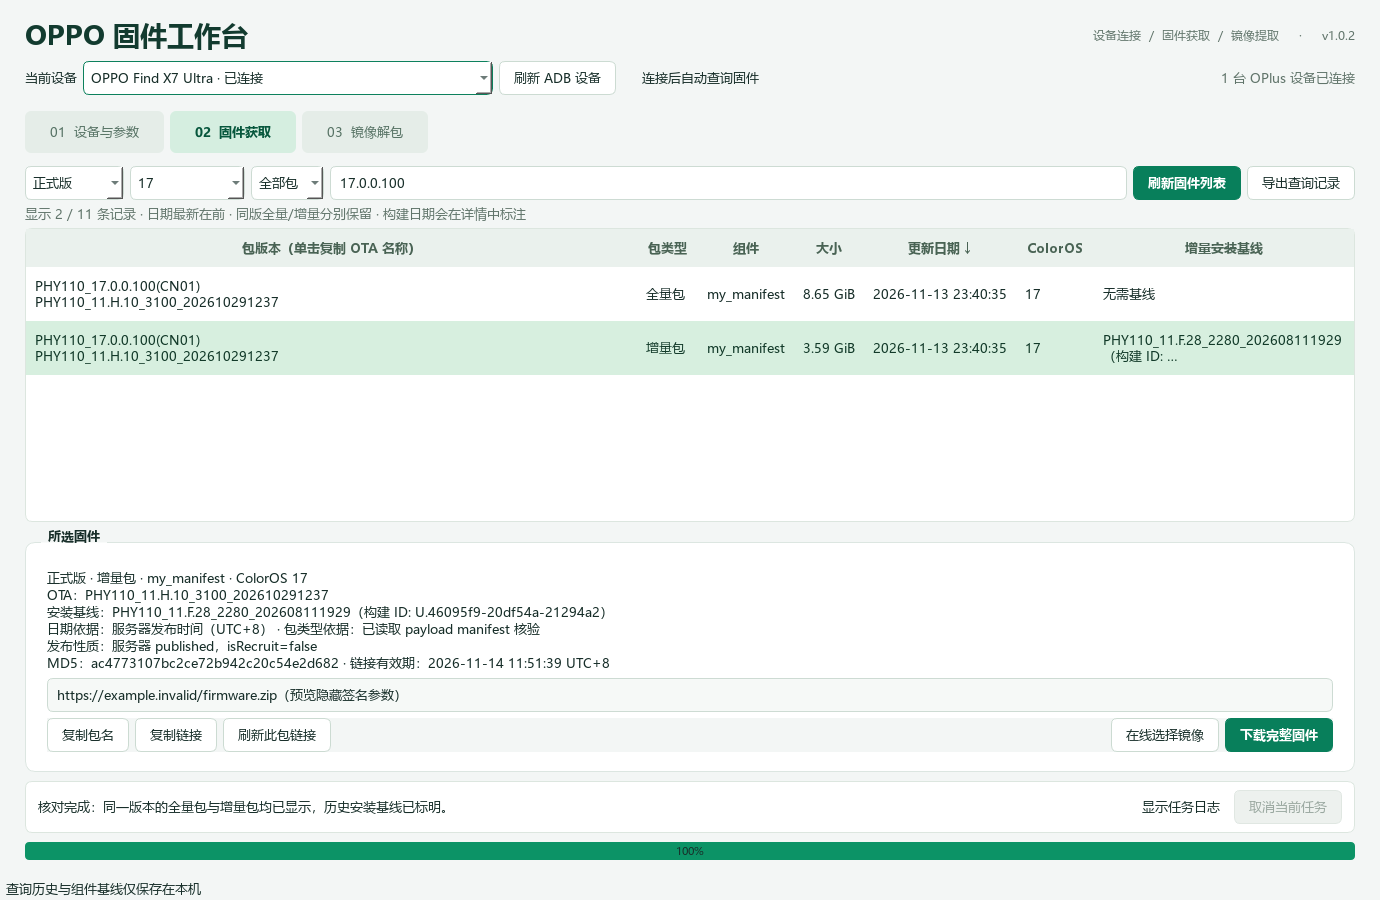 OPPO 固件工作台
设备连接 / 固件获取 / 镜像提取 · v1.0.2
当前设备 OPPO Find X7 Ultra · 已连接 刷新 ADB 设备 连接后自动查询固件 1 台 OPlus 设备已连接
01 设备与参数 02 固件获取 03 镜像解包
正式版 17 全部包 17.0.0.100 刷新固件列表 导出查询记录
显示 2 / 11 条记录 · 日期最新在前 · 同版全量/增量分别保留 · 构建日期会在详情中标注
包版本（单击复制 OTA 名称） 包类型 组件 大小 更新日期 ↓ ColorOS 增量安装基线
PHY110_17.0.0.100(CN01)
PHY110_11.H.10_3100_202610291237 全量包 my_manifest 8.65 GiB 2026-11-13 23:40:35 17 无需基线
PHY110_17.0.0.100(CN01)
PHY110_11.H.10_3100_202610291237 增量包 my_manifest 3.59 GiB 2026-11-13 23:40:35 17 PHY110_11.F.28_2280_202608111929
（构建 ID: ...
所选固件
正式版 · 增量包 · my_manifest · ColorOS 17
OTA：PHY110_11.H.10_3100_202610291237
安装基线：PHY110_11.F.28_2280_202608111929（构建 ID: U.46095f9-20df54a-21294a2）
日期依据：服务器发布时间（UTC+8） · 包类型依据：已读取 payload manifest 核验
发布性质：服务器 published，isRecruit=false
MD5：ac4773107bc2ce72b942c20c54e2d682 · 链接有效期：2026-11-14 11:51:39 UTC+8
https://example.invalid/firmware.zip（预览隐藏签名参数）
复制包名 复制链接 刷新此包链接 在线选择镜像 下载完整固件
核对完成：同一版本的全量包与增量包均已显示，历史安装基线已标明。 显示任务日志 取消当前任务
100%
查询历史与组件基线仅保存在本机